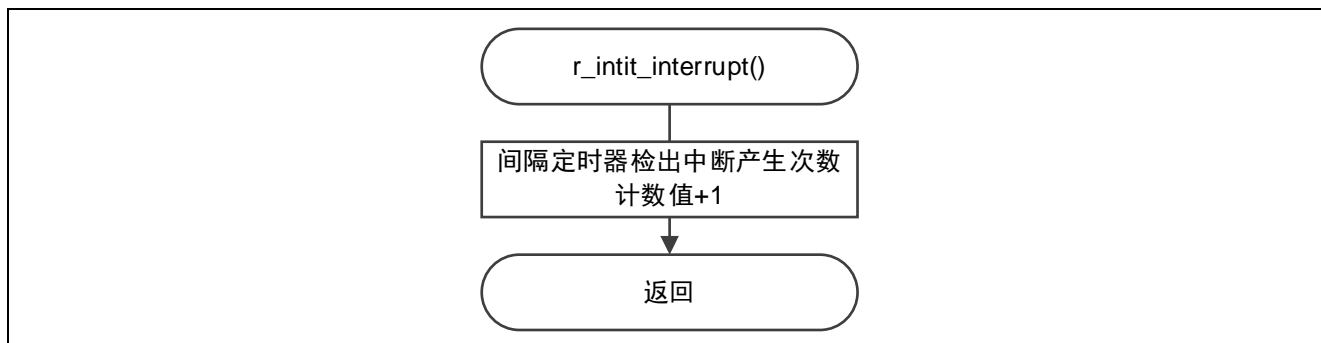 r_intit_interrupt()
间隔定时器检出中断产生次数
计数值+1
返回